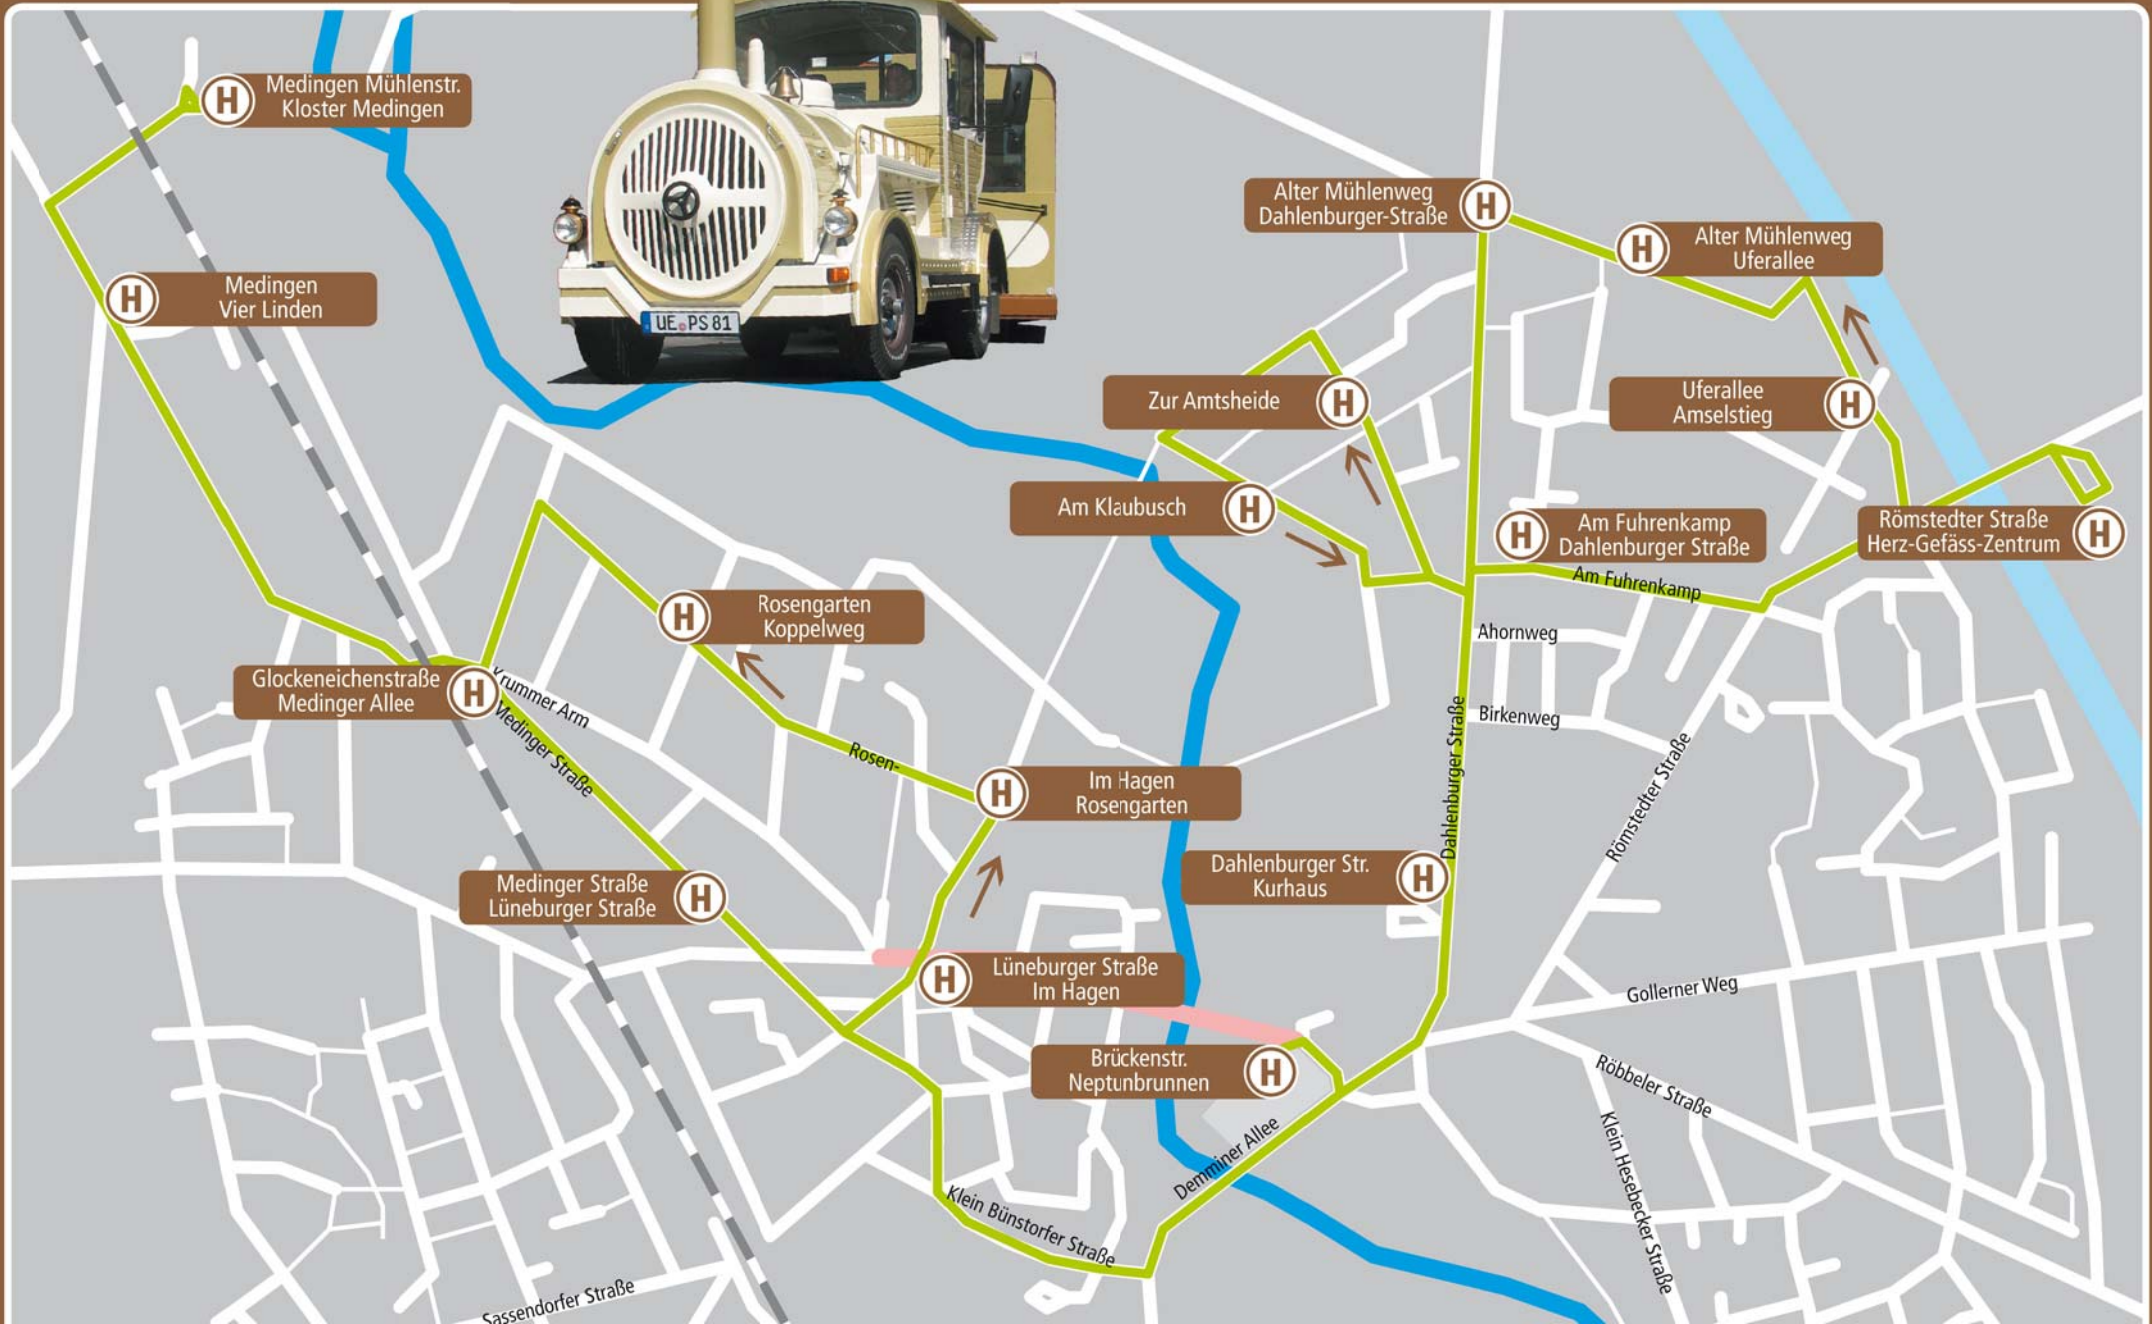 H
Medingen Mühlenstr.
Kloster Medingen
H
Medingen
Vier Linden
UE PS 81
Alter Mühlenweg
Dahlenburger-Straße
H
H
Alter Mühlenweg
Uferallee
Zur Amtsheide
H
Uferallee
Amselstieg
H
Am Klaubusch
H
H
Am Fuhrenkamp
Dahlenburger Straße
Römstedter Straße
Herz-Gefäss-Zentrum
H
Am Fuhrenkamp
H
Rosengarten
Koppelweg
Ahornweg
Glockeneichenstraße
Medinger Allee
H
Krummer Arm
Medinger Straße
Birkenweg
Dahlenburger Straße
Römstedter Straße
Rosen-
H
Im Hagen
Rosengarten
Dahlenburger Str.
Kurhaus
H
Medinger Straße
Lüneburger Straße
H
H
Lüneburger Straße
Im Hagen
Gollerner Weg
Brückenstr.
Neptunbrunnen
H
Röbbeler Straße
Demminer Allee
Klein Hesebecker Straße
Klein Bünstorfer Straße
Sassendorfer Straße